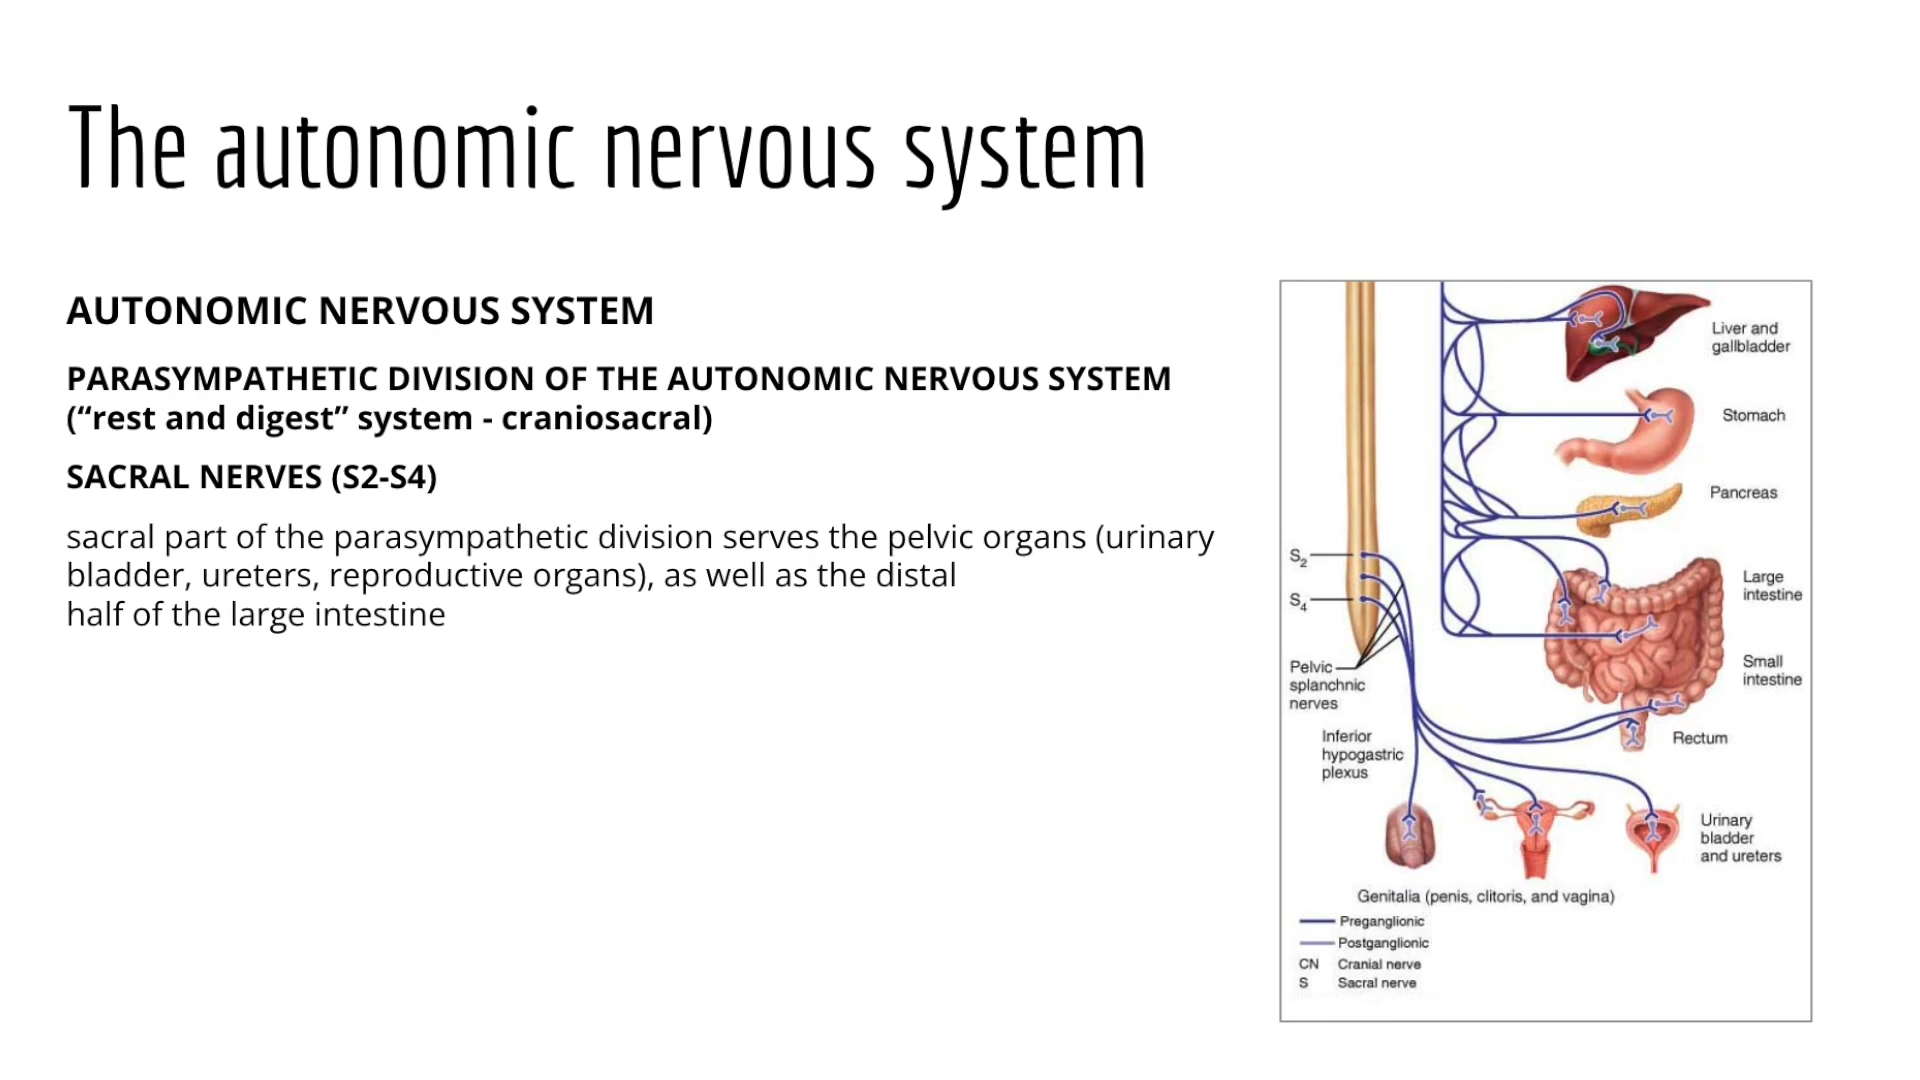 The autonomic nervous system
AUTONOMIC NERVOUS SYSTEM
PARASYMPATHETIC DIVISION OF THE AUTONOMIC NERVOUS SYSTEM
(“rest and digest” system - craniosacral)
SACRAL NERVES (S2-S4)
sacral part of the parasympathetic division serves the pelvic organs (urinary
bladder, ureters, reproductive organs), as well as the distal
half of the large intestine
Liver and
gallbladder
Stomach
Pancreas
S2
S4
Large
intestine
Small
intestine
Pelvic
splanchnic
nerves
Inferior
hypogastric
plexus
Rectum
Urinary
bladder
and ureters
Genitalia (penis, clitoris, and vagina)
Preganglionic
Postganglionic
CN Cranial nerve
S Sacral nerve